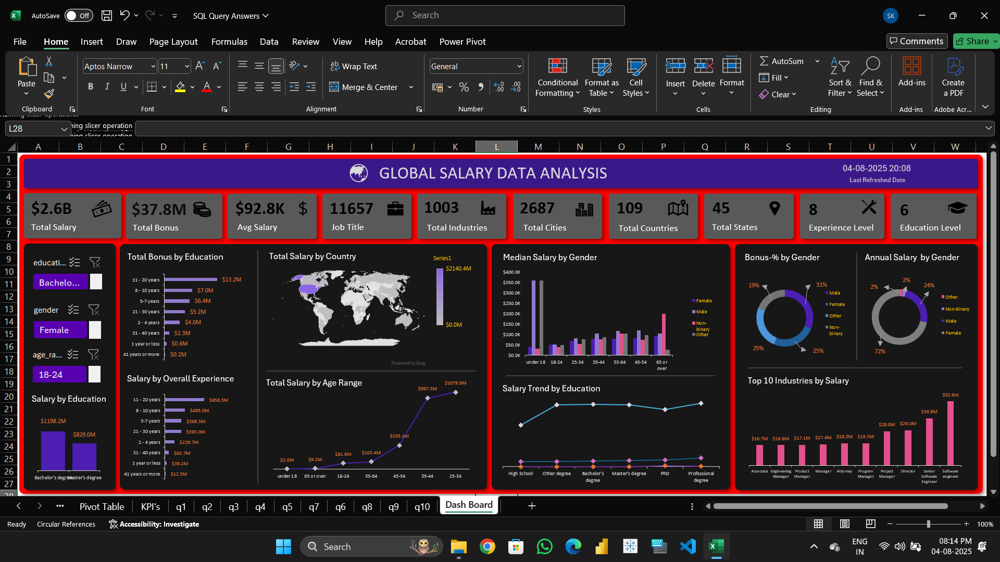 AutoSave
Off
SQL Query Answers
Search
SK
File
Home
Insert
Draw
Page Layout
Formulas
Data
Review
View
Help
Acrobat
Power Pivot
Comments
Share
Paste
Clipboard
Aptos Narrow
11
B I U
Font
Wrap Text
Merge & Center
Alignment
General
Number
Conditional
Formatting
Format as
Table
Cell
Styles
Styles
Insert
Delete
Format
Cells
AutoSum
Fill
Clear
Sort &
Filter
Find &
Select
Editing
Add-ins
Add-ins
Create
a PDF
Adobe Acr...
L28
slicer operation
A B C D E F G H I J K L M N O P Q R S T U V W
1
2
3
4
5
6
7
8
9
10
11
12
13
14
15
16
17
18
19
20
21
22
23
24
25
26
27
28
GLOBAL SALARY DATA ANALYSIS
04-08-2025 20:08
Last Refreshed Date
$2.6B
Total Salary
$37.8M
Total Bonus
$92.8K
Avg Salary
11657
Job Title
1003
Total Industries
2687
Total Cities
109
Total Countries
45
Total States
8
Experience Level
6
Education Level
educati...
Bachelo...
gender
Female
age_ra...
18-24
Salary by Education
$1198.2M
$829.0M
Bachelor's degree
Master's degree
Total Bonus by Education
11 - 20 years $13.2M
8 - 10 years $7.0M
5-7 years $6.4M
21 - 30 years $5.2M
2 - 4 years $4.0M
31 - 40 years $1.3M
1 year or less $0.6M
41 years or more $0.2M
Salary by Overall Experience
11 - 20 years $958.3M
8 - 10 years $485.0M
5-7 years $398.3M
21 - 30 years $393.0M
2 - 4 years $229.7M
31 - 40 years $92.7M
1 year or less $39.2M
41 years or more $12.5M
Total Salary by Country
Series1
$2140.4M
$0.0M
Powered by Bing
Total Salary by Age Range
$2.0M
$9.2M
$81.9M
$103.4M
$335.1M
$997.3M
$1079.8M
under 18
65 or over
18-24
55-64
45-54
35-44
25-34
Median Salary by Gender
$400.0K
$350.0K
$300.0K
$250.0K
$200.0K
$150.0K
$100.0K
$50.0K
$0.0K
under 18
18-24
25-34
35-44
55-64
45-54
65 or
over
Female
Male
Non-
binary
Other
Salary Trend by Education
High School
Other degree
Bachelor's
degree
Master's degree
PhD
Professional
degree
Bonus-% by Gender
19%
31%
25%
25%
Male
Female
Other
Non-
binary
Annual Salary by Gender
2%
2%
24%
72%
Other
Non-binary
Male
Female
Top 10 Industries by Salary
$16.7M
$16.8M
$17.1M
$17.4M
$18.3M
$18.3M
$28.0M
$29.0M
$38.8M
$52.6M
Associate
Engineering
Manager
Product
Manager
Manager
Attorney
Program
Manager
Project
Manager
Director
Senior
Software
Engineer
Software
engineer
Pivot Table
KPI's
q1
q2
q3
q4
q5
q7
q6
q8
q9
q10
Dash Board
Ready
Circular References
Accessibility: Investigate
100%
Search
ENG
IN
08:14 PM
04-08-2025